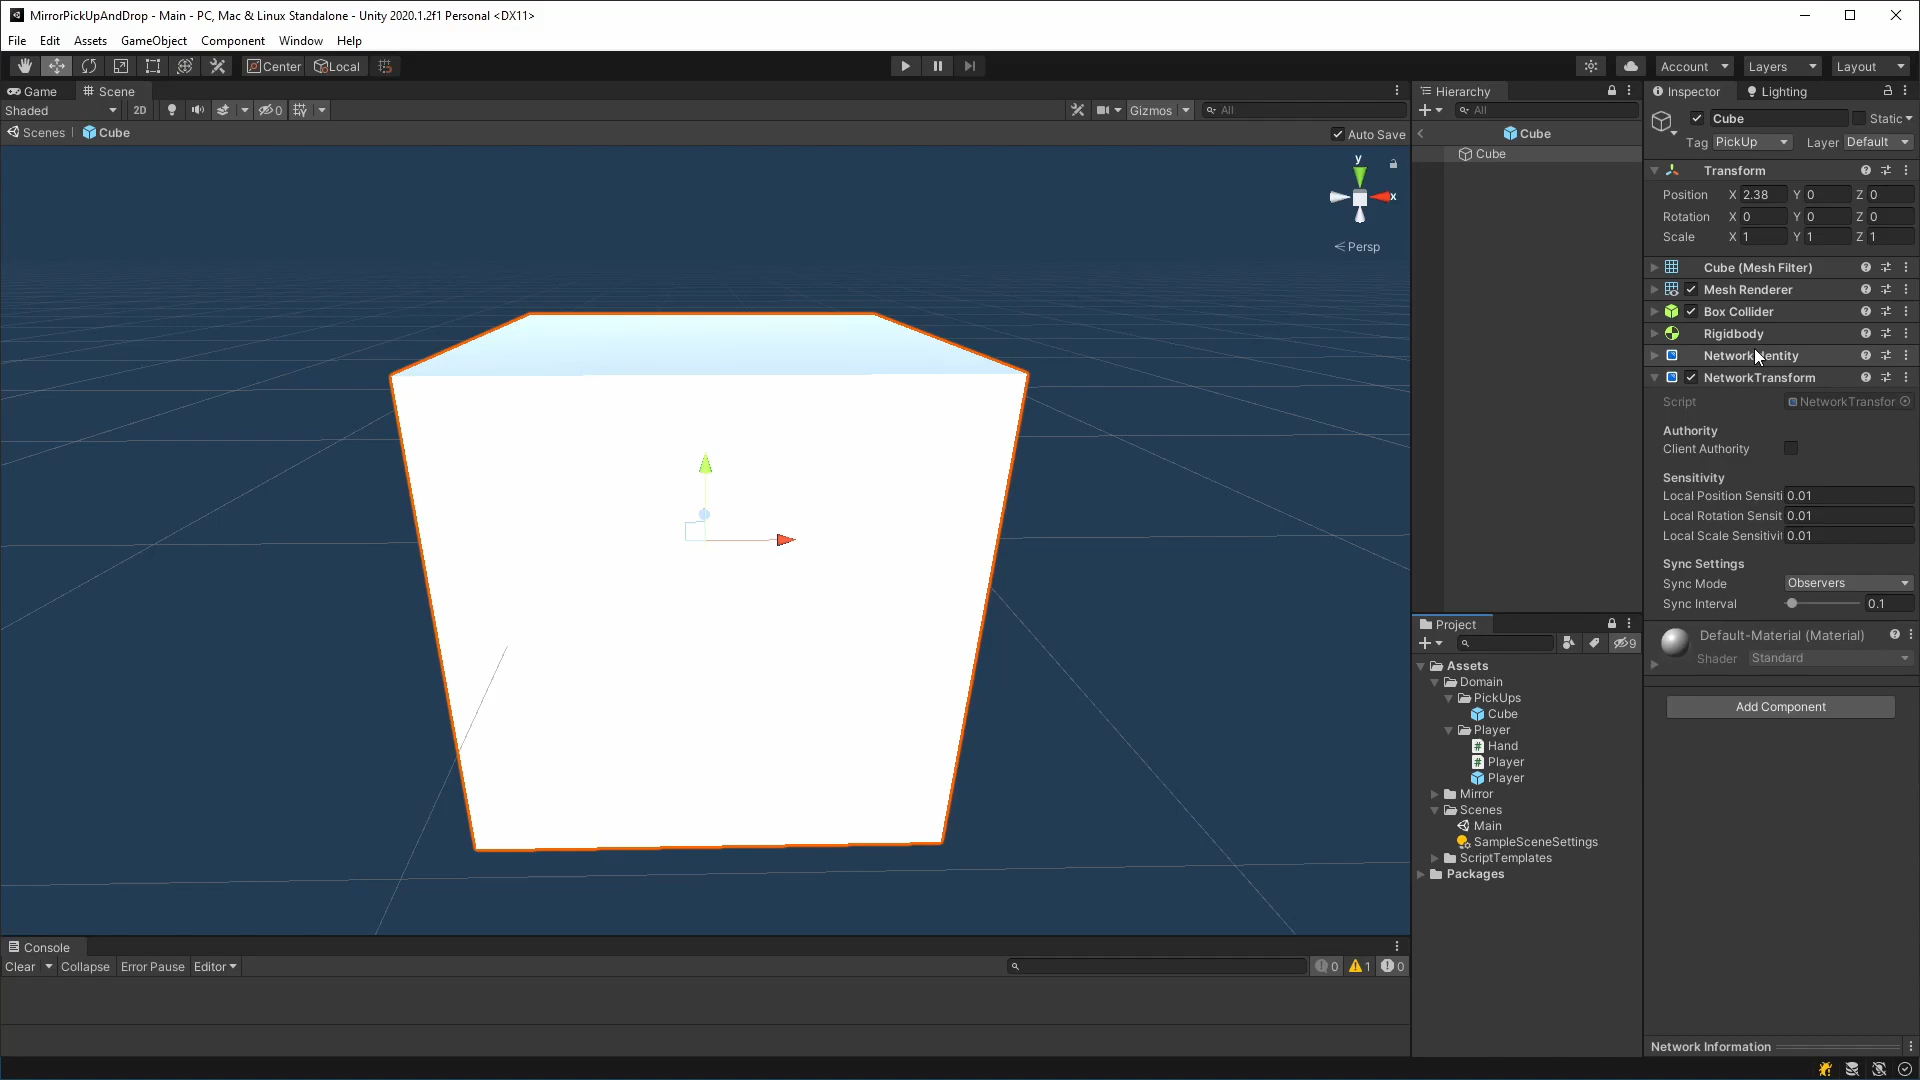 MirrorPickUpAndDrop - Main - PC, Mac & Linux Standalone - Unity 2020.1.2f1 Personal <DX11>
File Edit Assets GameObject Component Window Help
Center Local Account Layers Layout
Game Scene
Shaded 2D 0 Gizmos All
Scenes Cube Auto Save
y
x
Persp
Console
Clear Collapse Error Pause Editor 0 1 0
Hierarchy
All
Cube
Cube
Project
9
Assets
Domain
PickUps
Cube
Player
Hand
Player
Player
Mirror
Scenes
Main
SampleSceneSettings
ScriptTemplates
Packages
Inspector Lighting
Cube Static
Tag PickUp Layer Default
Transform
Position X 2.38 Y 0 Z 0
Rotation X 0 Y 0 Z 0
Scale X 1 Y 1 Z 1
Cube (Mesh Filter)
Mesh Renderer
Box Collider
Rigidbody
NetworkIdentity
NetworkTransform
Script NetworkTransfor
Authority
Client Authority
Sensitivity
Local Position Sensiti 0.01
Local Rotation Sensit 0.01
Local Scale Sensitivit 0.01
Sync Settings
Sync Mode Observers
Sync Interval 0.1
Default-Material (Material)
Shader Standard
Add Component
Network Information